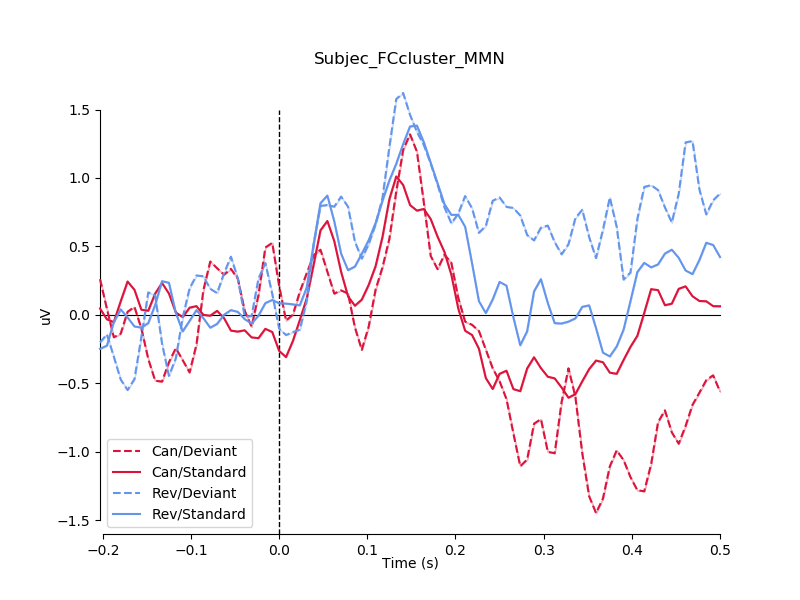 Subjec_FCcluster_MMN
1.5
1.0
0.5
0.0
−0.5
−1.0
−1.5
uV
Can/Deviant
Can/Standard
Rev/Deviant
Rev/Standard
−0.2 −0.1 0.0 0.1 0.2 0.3 0.4 0.5
Time (s)